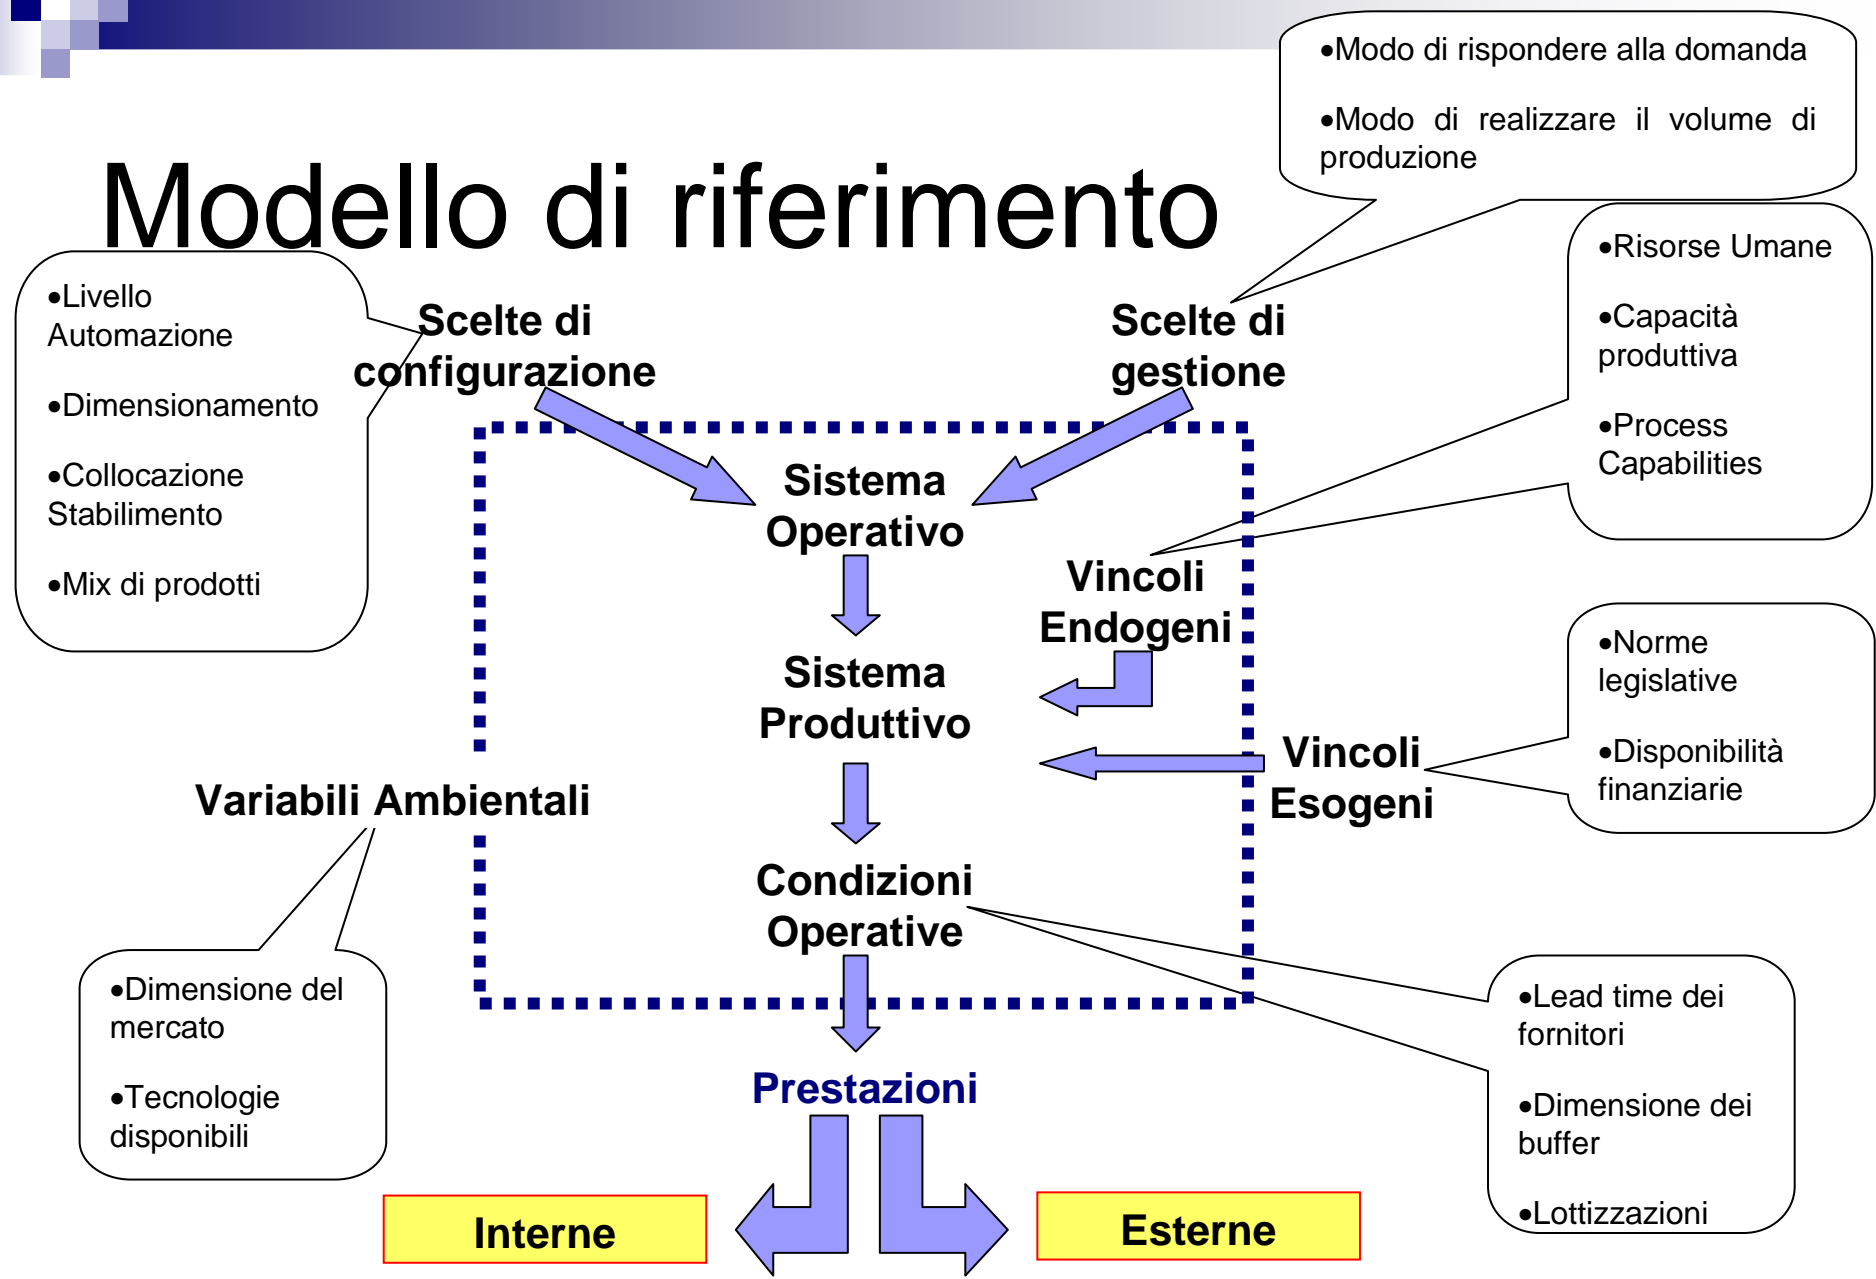 •Modo di rispondere alla domanda
•Modo di realizzare il volume di
produzione
Modello di riferimento
•Livello
Automazione
•Dimensionamento
•Collocazione
Stabilimento
•Mix di prodotti
Scelte di
configurazione
Scelte di
gestione
•Risorse Umane
•Capacità
produttiva
•Process
Capabilities
Sistema
Operativo
Vincoli
Endogeni
Sistema
Produttivo
•Norme
legislative
•Disponibilità
finanziarie
Vincoli
Esogeni
Variabili Ambientali
Condizioni
Operative
•Dimensione del
mercato
•Tecnologie
disponibili
•Lead time dei
fornitori
•Dimensione dei
buffer
•Lottizzazioni
Prestazioni
Interne
Esterne